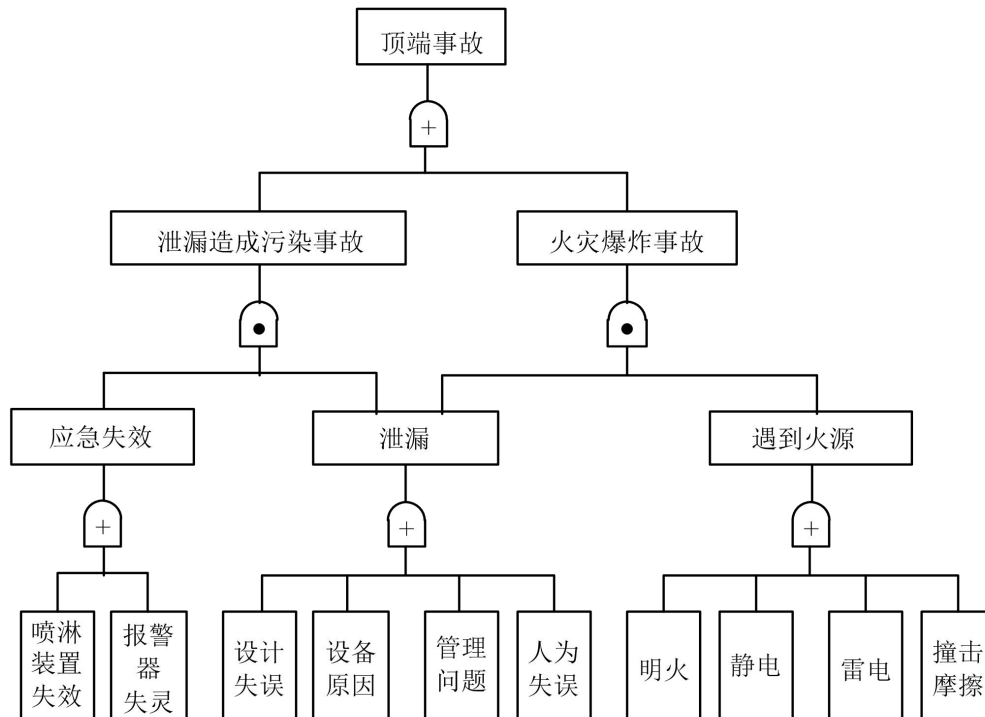 顶端事故
+
泄漏造成污染事故
火灾爆炸事故
应急失效
泄漏
遇到火源
+
+
+
喷淋
装置
失效
报警
器
失灵
设计
失误
设备
原因
管理
问题
人为
失误
明火
静电
雷电
撞击
摩擦